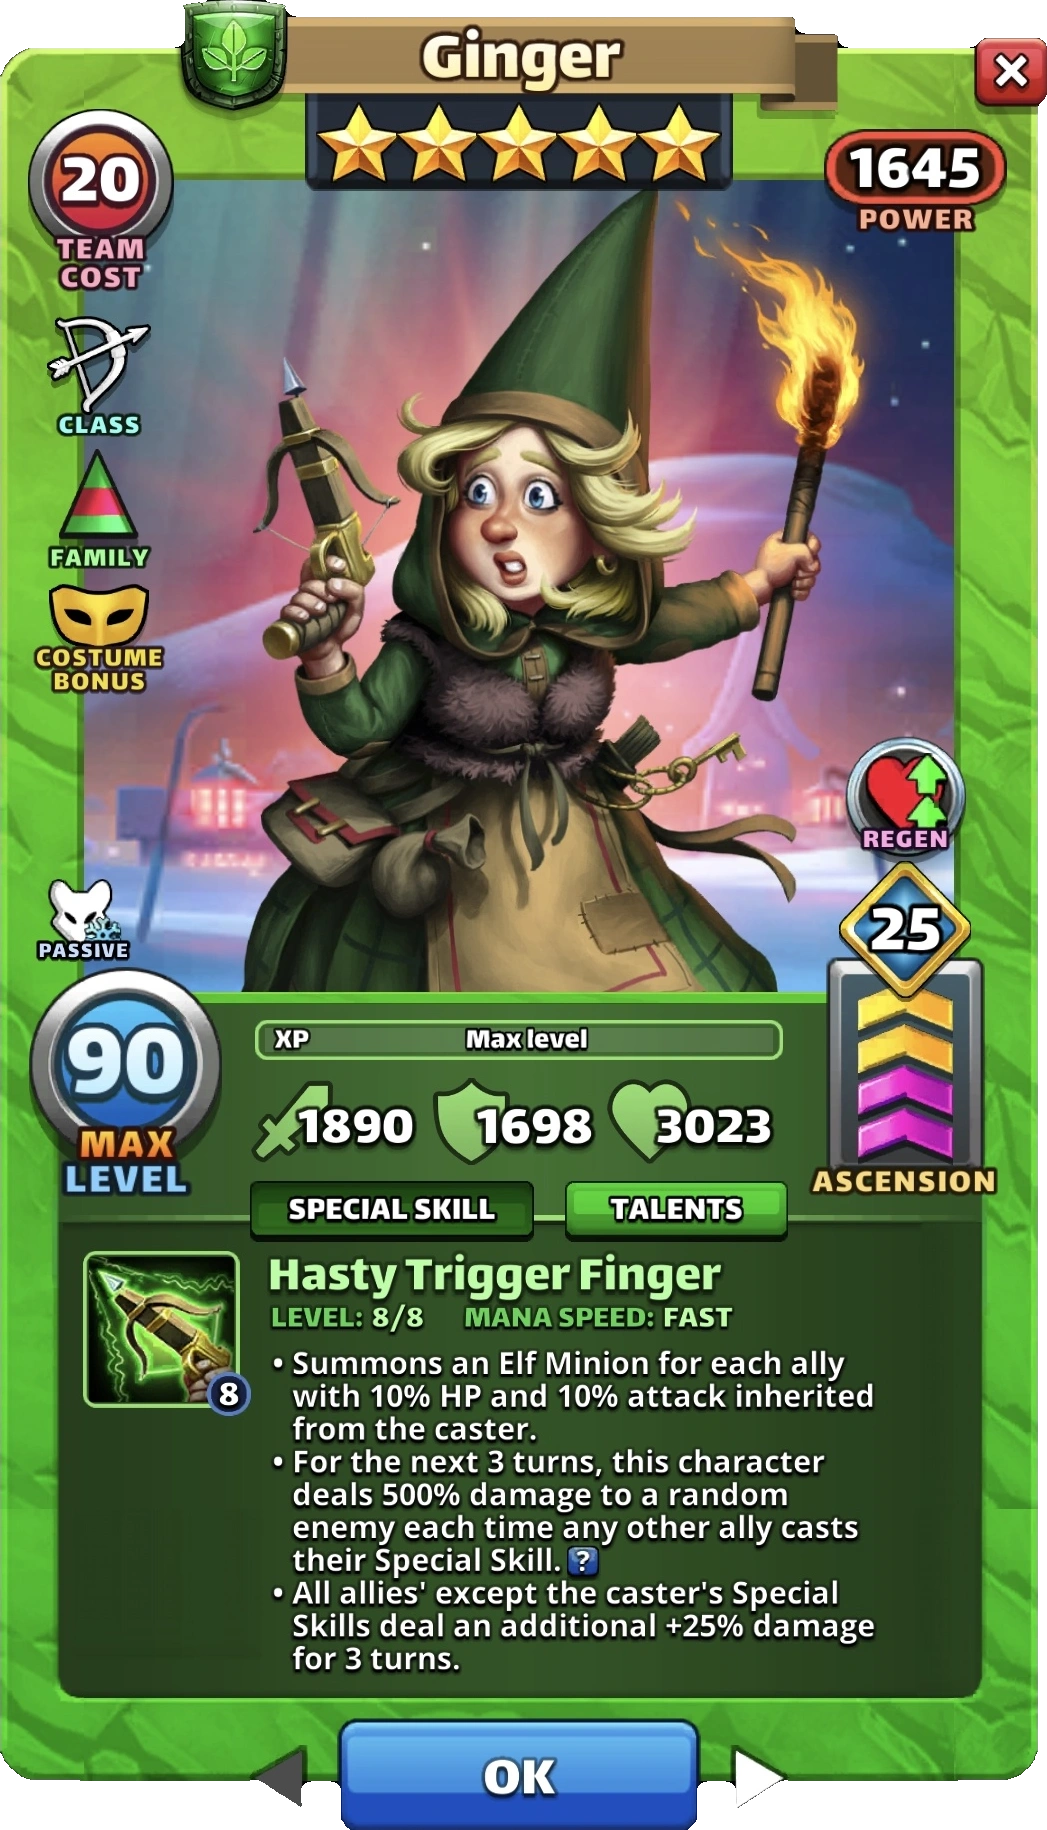 Ginger
20
TEAM
COST
1645
POWER
CLASS
FAMILY
COSTUME
BONUS
REGEN
PASSIVE
25
90
MAX
LEVEL
XP Max level
1890 1698 3023
ASCENSION
SPECIAL SKILL TALENTS
Hasty Trigger Finger
LEVEL: 8/8 MANA SPEED: FAST
8
• Summons an Elf Minion for each ally
with 10% HP and 10% attack inherited
from the caster.
• For the next 3 turns, this character
deals 500% damage to a random
enemy each time any other ally casts
their Special Skill. ?
• All allies' except the caster's Special
Skills deal an additional +25% damage
for 3 turns.
OK